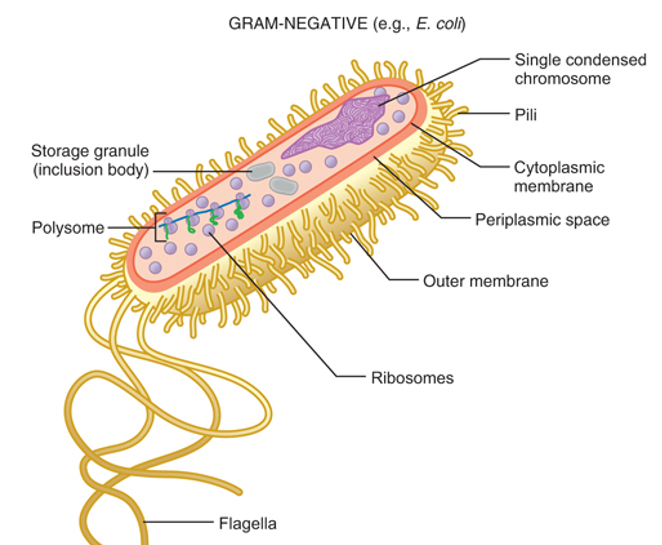 GRAM-NEGATIVE (e.g., E. coli)
Single condensed
chromosome
Pili
Storage granule
(inclusion body)
Cytoplasmic
membrane
Polysome
Periplasmic space
Outer membrane
Ribosomes
Flagella